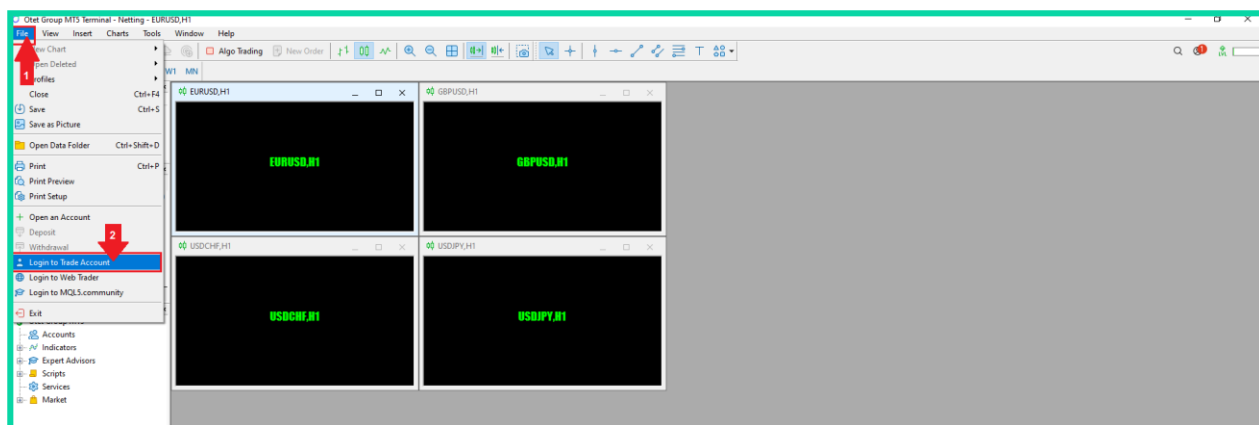 Otet Group MT5 Terminal - Netting - EURUSD,H1
File View Insert Charts Tools Window Help
Chart
Open Deleted
Profiles
1
Close Ctrl+F4
Save Ctrl+S
Save as Picture
Open Data Folder Ctrl+Shift+D
Print Ctrl+P
Print Preview
Print Setup
Open an Account
Deposit
Withdrawal
2
Login to Trade Account
Login to Web Trader
Login to MQL5.community
Exit
Accounts
Indicators
Expert Advisors
Scripts
Services
Market
Algo Trading New Order
W1 MN
EURUSD,H1
EURUSD,H1
GBPUSD,H1
GBPUSD,H1
USDCHF,H1
USDCHF,H1
USDJPY,H1
USDJPY,H1